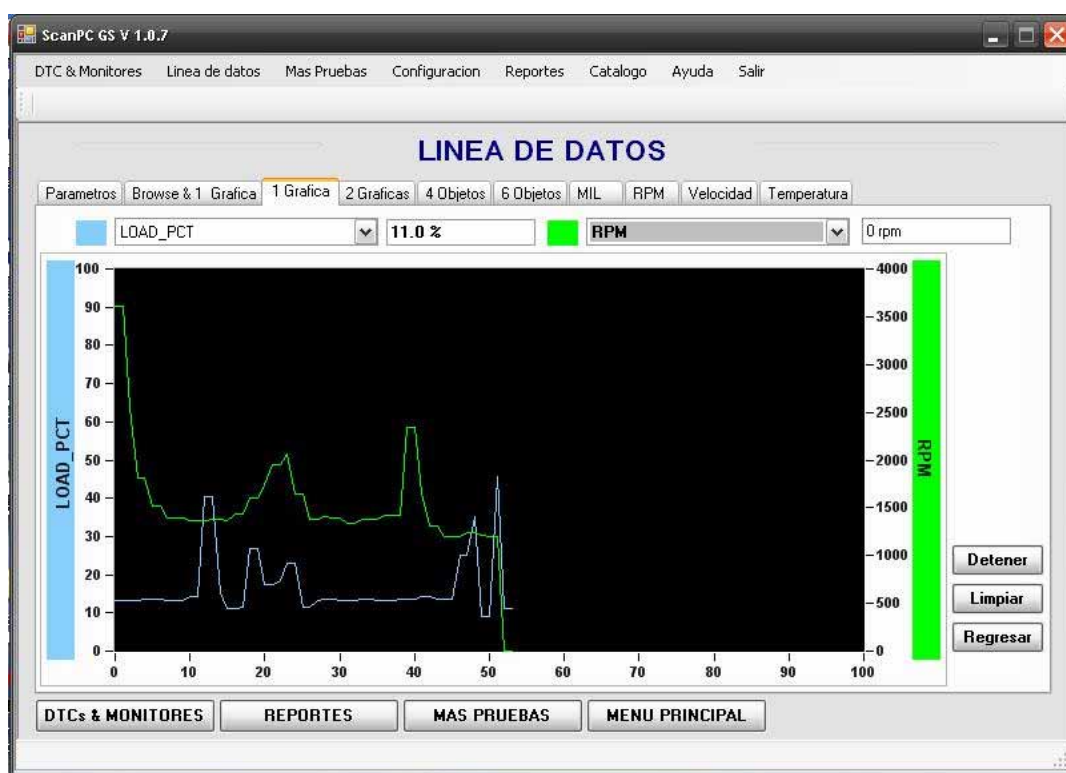 ScanPC GS V 1.0.7
DTC & Monitores Linea de datos Mas Pruebas Configuracion Reportes Catalogo Ayuda Salir
LINEA DE DATOS
Parametros Browse & 1 Grafica 1 Grafica 2 Graficas 4 Objetos 6 Objetos MIL RPM Velocidad Temperatura
LOAD_PCT 11.0 % RPM 0 rpm
100 4000
90 3500
80
3000
70
60 2500
LOAD_PCT
50 2000
RPM
40
1500
30
1000
20
10 500
0 0
0 10 20 30 40 50 60 70 80 90 100
Detener
Limpiar
Regresar
DTCs & MONITORES REPORTES MAS PRUEBAS MENU PRINCIPAL